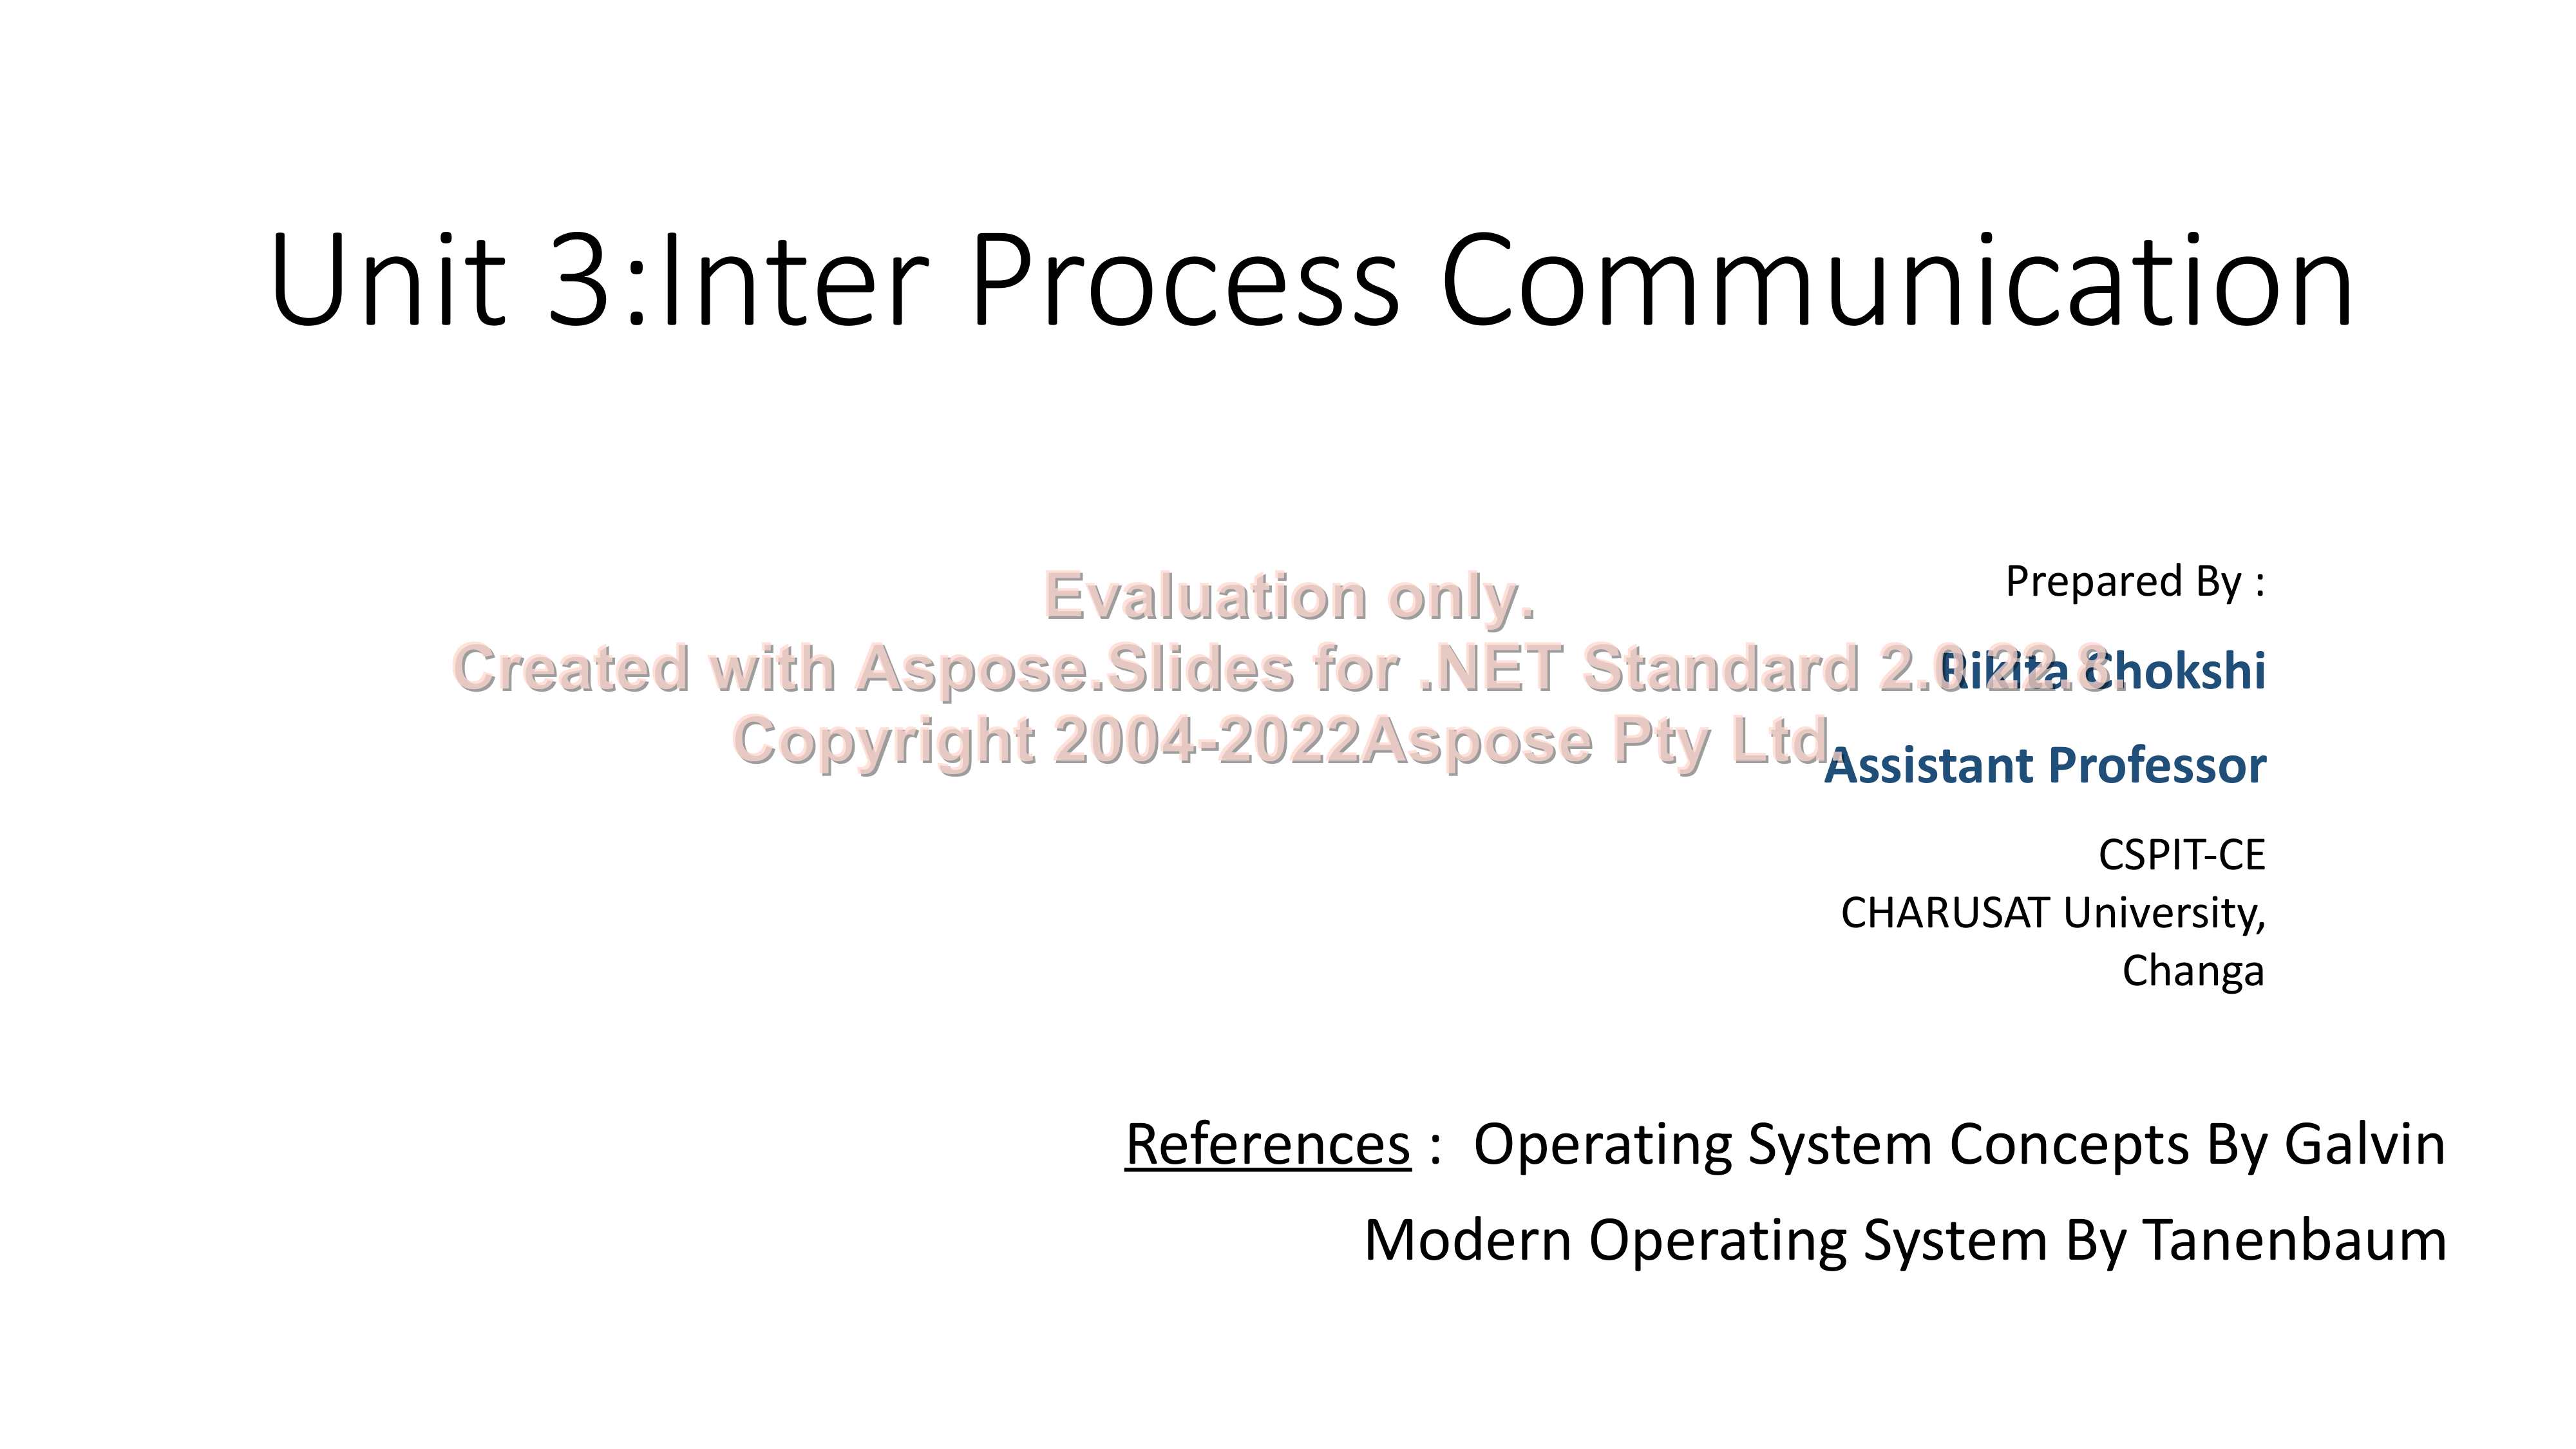 Unit 3:Inter Process Communication
Prepared By :
Evaluation only.
Rikita Chokshi
Created with Aspose.Slides for .NET Standard 2.0 22.8.
Copyright 2004-2022Aspose Pty Ltd.
Assistant Professor
CSPIT-CE
CHARUSAT University,
Changa
References : Operating System Concepts By Galvin
Modern Operating System By Tanenbaum